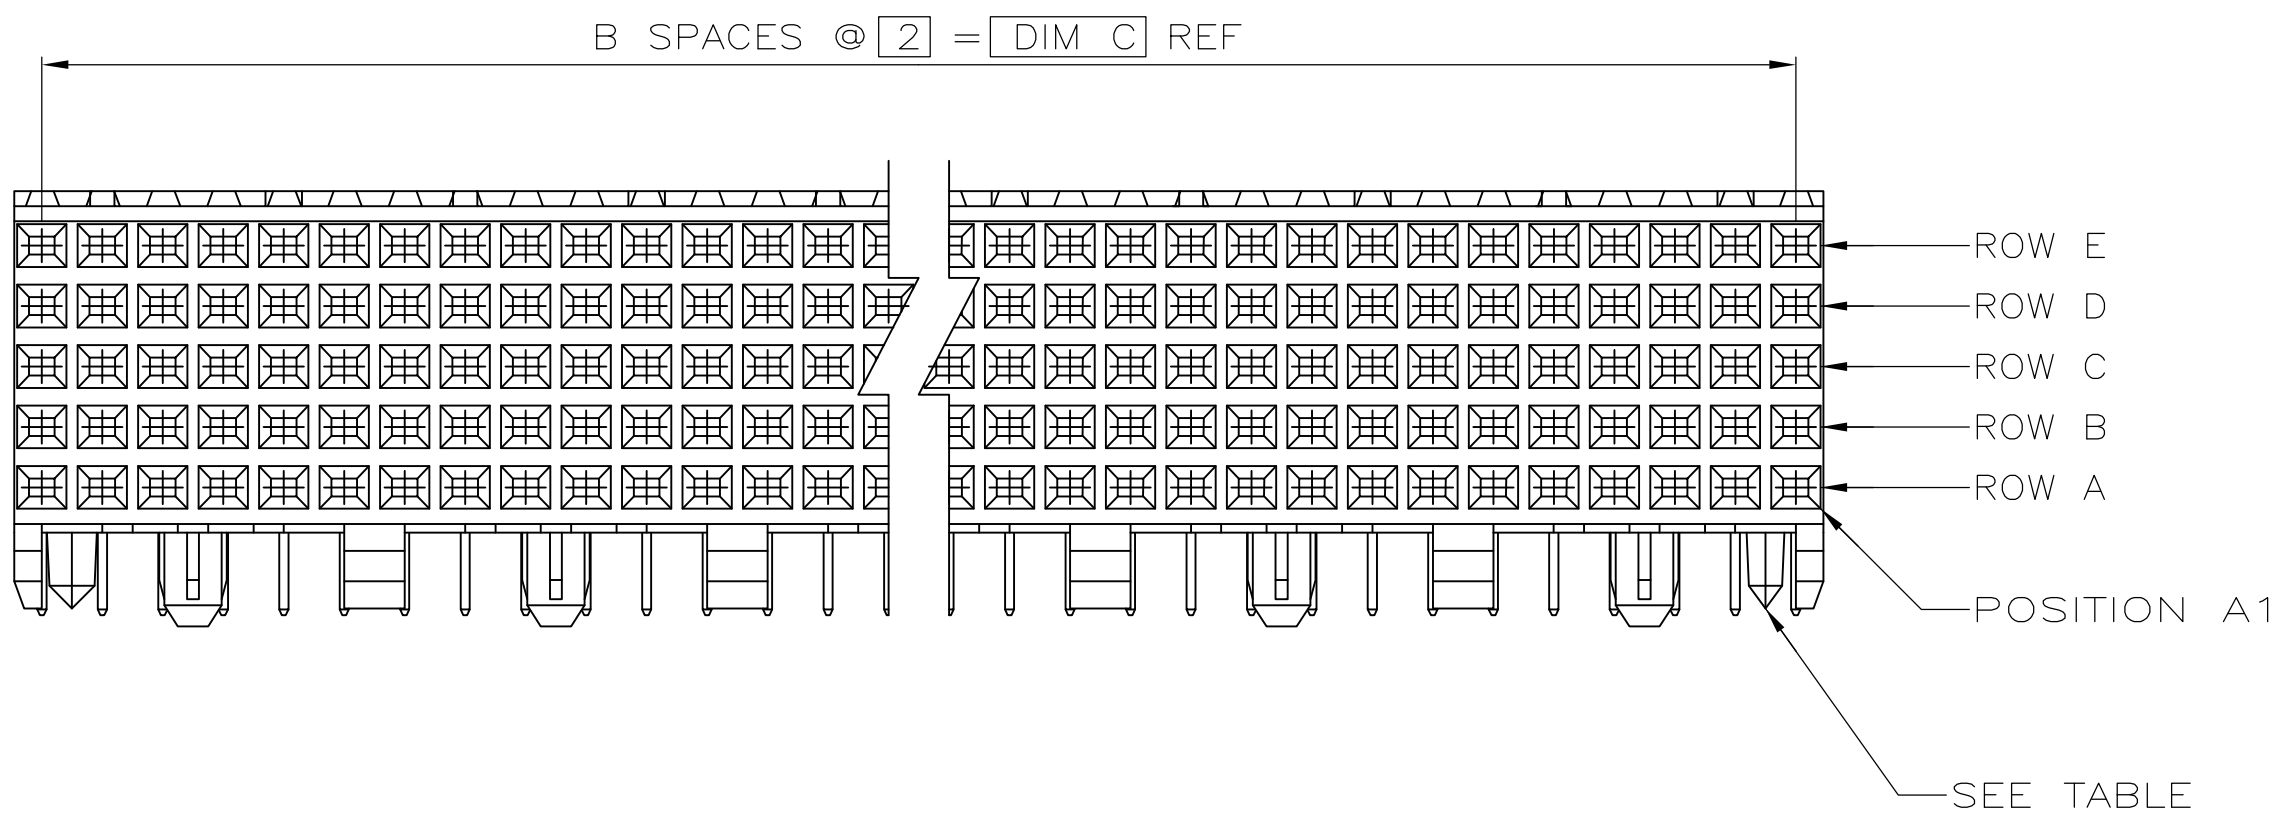 B SPACES @ 2 = DIM C REF
ROW E
ROW D
ROW C
ROW B
ROW A
POSITION A1
SEE TABLE